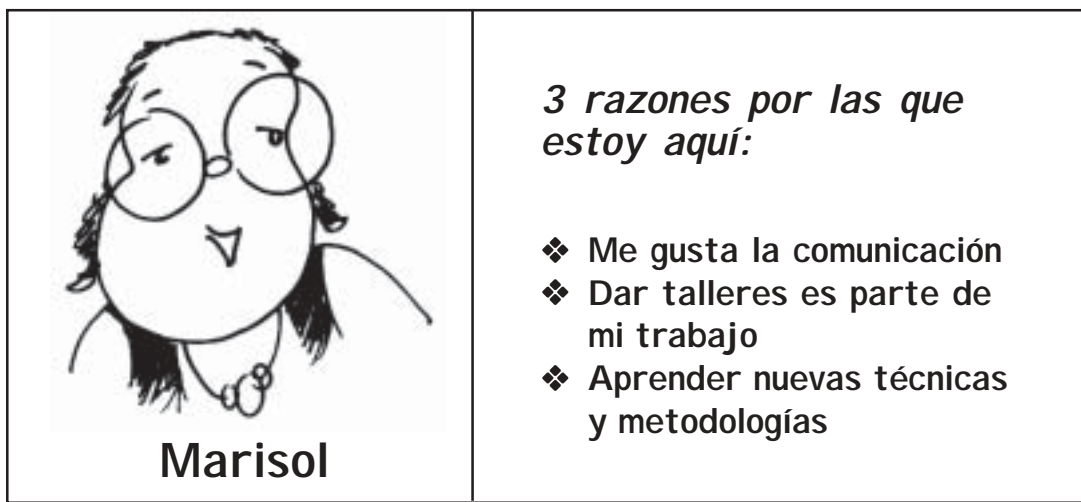 Marisol
3 razones por las que
estoy aquí:
❖ Me gusta la comunicación
❖ Dar talleres es parte de
mi trabajo
❖ Aprender nuevas técnicas
y metodologías